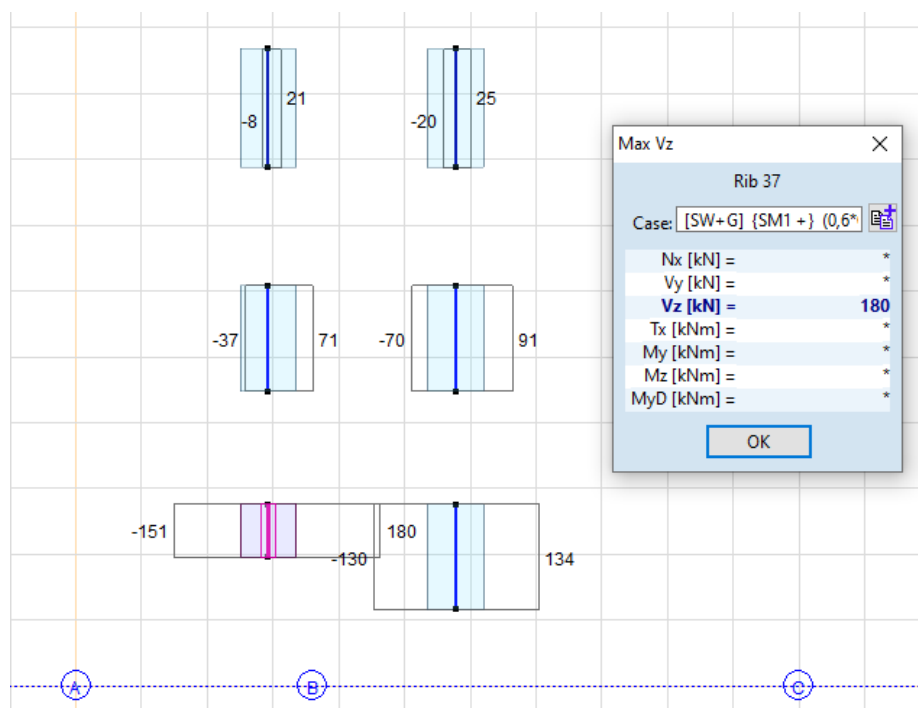 -8 21
-20 25
-37 71
-70 91
-151 180
-130 134
A B C
Max Vz
Rib 37
Case: [SW+G] {SM1 +} (0,6*
Nx [kN] = *
Vy [kN] = *
Vz [kN] = 180
Tx [kNm] = *
My [kNm] = *
Mz [kNm] = *
MyD [kNm] = *
OK